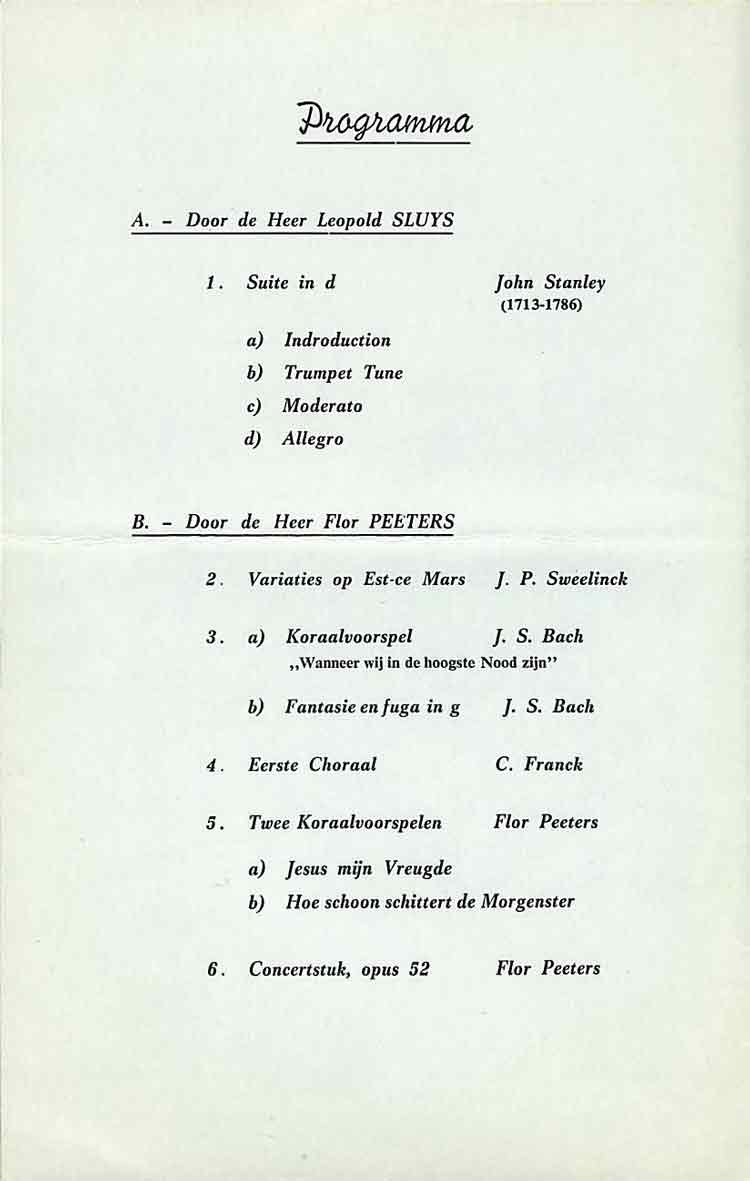 Programma
A. - Door de Heer Leopold SLUYS
1. Suite in d John Stanley
(1713-1786)
a) Indroduction
b) Trumpet Tune
c) Moderato
d) Allegro
B. - Door de Heer Flor PEETERS
2. Variaties op Est-ce Mars J. P. Sweelinck
3. a) Koraalvoorspel J. S. Bach
,,Wanneer wij in de hoogste Nood zijn”
b) Fantasie en fuga in g J. S. Bach
4. Eerste Choraal C. Franck
5. Twee Koraalvoorspelen Flor Peeters
a) Jesus mijn Vreugde
b) Hoe schoon schittert de Morgenster
6. Concertstuk, opus 52 Flor Peeters